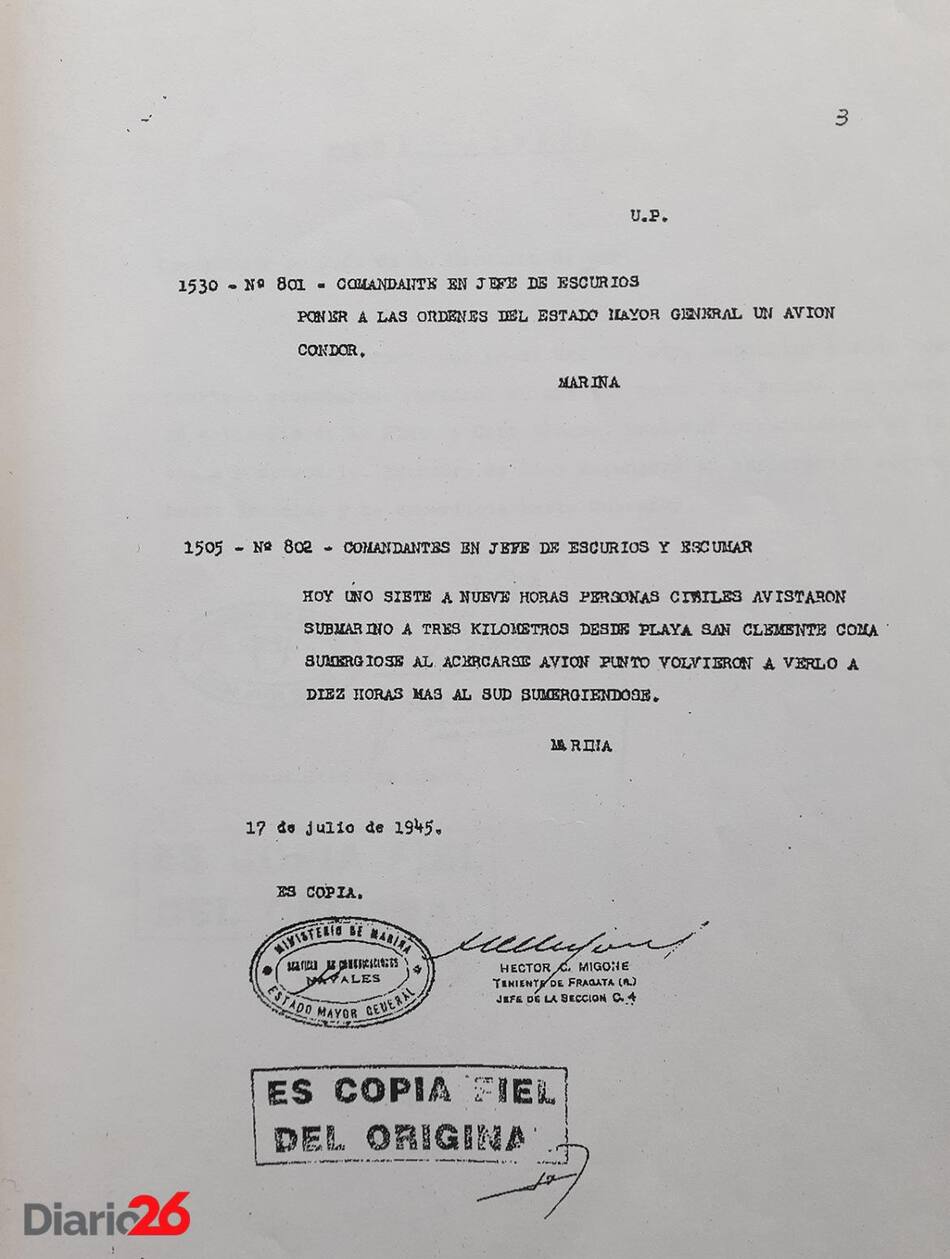 3
U.P.
1530 - Nº 801 - COMANDANTE EN JEFE DE ESCURIOS
PONER A LAS ORDENES DEL ESTADO MAYOR GENERAL UN AVION
CONDOR.
MARINA
1505 - Nº 802 - COMANDANTES EN JEFE DE ESCURIOS Y ESCUMAR
HOY UNO SIETE A NUEVE HORAS PERSONAS CIVILES AVISTARON
SUBMARINO A TRES KILOMETROS DESDE PLAYA SAN CLEMENTE COMA
SUMERGIOSE AL ACERCARSE AVION PUNTO VOLVIERON A VERLO A
DIEZ HORAS MAS AL SUD SUMERGIENDOSE.
MARINA
17 de julio de 1945.
ES COPIA.
MINISTERIO DE MARINA
DE COMUNICACIONES
NAVALES
ESTADO MAYOR GENERAL
HECTOR C. MIGONE
TENIENTE DE FRAGATA (R.)
JEFE DE LA SECCION C. 4
ES COPIA FIEL
DEL ORIGINA
Diario26